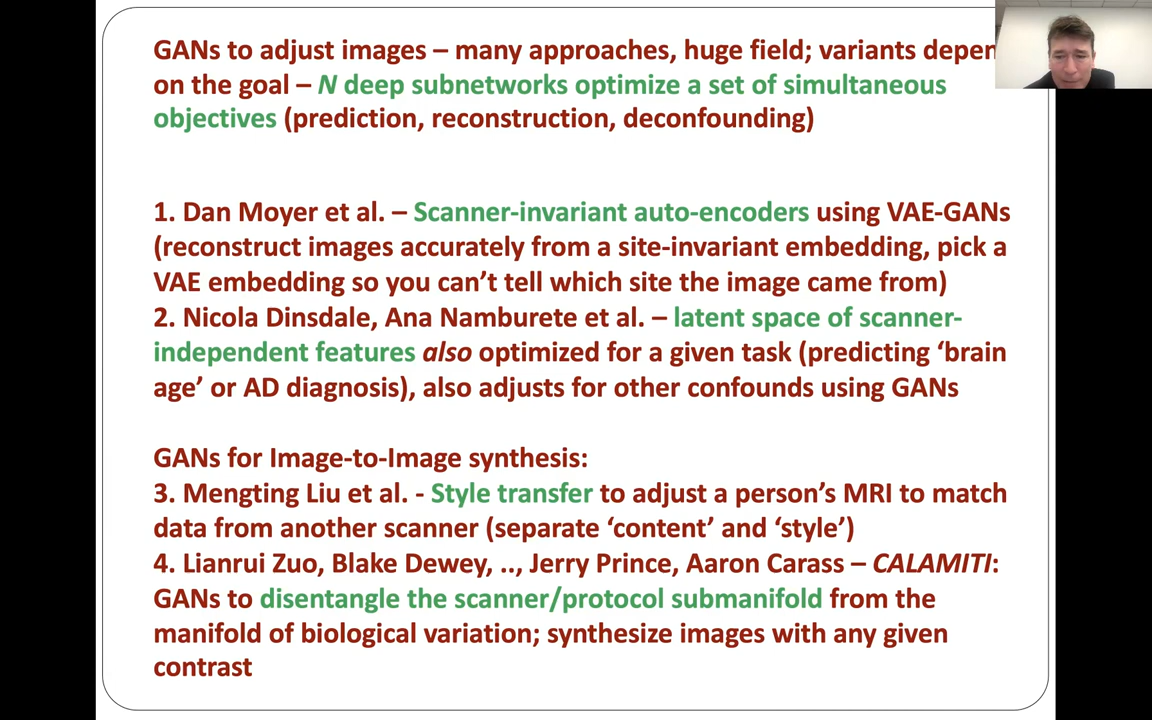 GANs to adjust images – many approaches, huge field; variants depen
on the goal – N deep subnetworks optimize a set of simultaneous
objectives (prediction, reconstruction, deconfounding)
1. Dan Moyer et al. – Scanner-invariant auto-encoders using VAE-GANs
(reconstruct images accurately from a site-invariant embedding, pick a
VAE embedding so you can’t tell which site the image came from)
2. Nicola Dinsdale, Ana Namburete et al. – latent space of scanner-
independent features also optimized for a given task (predicting ‘brain
age’ or AD diagnosis), also adjusts for other confounds using GANs
GANs for Image-to-Image synthesis:
3. Mengting Liu et al. - Style transfer to adjust a person’s MRI to match
data from another scanner (separate ‘content’ and ‘style’)
4. Lianrui Zuo, Blake Dewey, .., Jerry Prince, Aaron Carass – CALAMITI:
GANs to disentangle the scanner/protocol submanifold from the
manifold of biological variation; synthesize images with any given
contrast